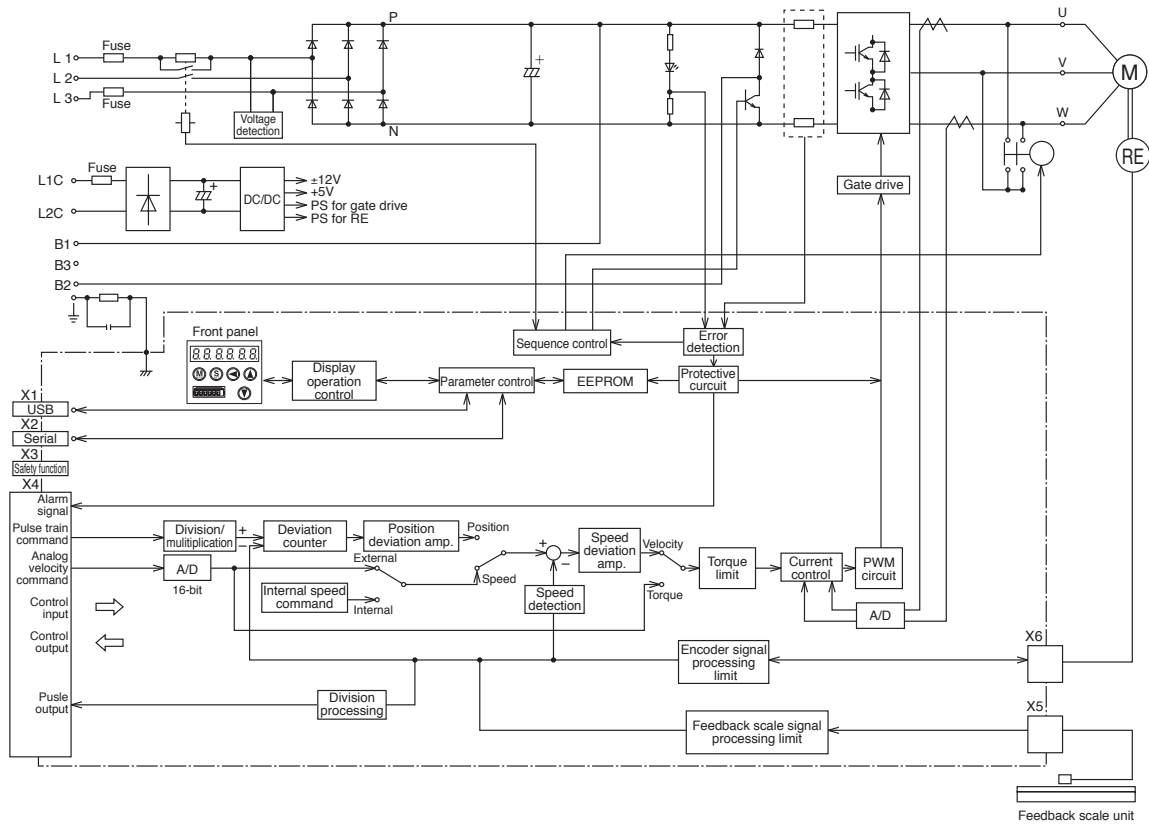 P
U
Fuse
L 1
L 2
L 3
Fuse
V
M
Voltage
detection
N
W
RE
Fuse
L1C
L2C
DC/DC
±12V
+5V
PS for gate drive
PS for RE
Gate drive
B1
B3
B2
Front panel
8.8.8.8.8.8.
M
S
Sequence control
Error
detection
Display
operation
control
Parameter control
EEPROM
Protective
curcuit
X1
USB
X2
Serial
X3
Safety function
X4
Alarm
signal
Pulse train
command
Division/
mulitiplication
+
−
Deviation
counter
Position
deviation amp.
Position
+
−
Speed
deviation
amp.
Velocity
Analog
velocity
command
A/D
16-bit
External
Speed
Torque
limit
Current
control
PWM
circuit
Internal speed
command
Internal
Speed
detection
Torque
A/D
Control
input
Control
output
Encoder signal
processing
limit
X6
Pusle
output
Division
processing
Feedback scale signal
processing limit
X5
Feedback scale unit